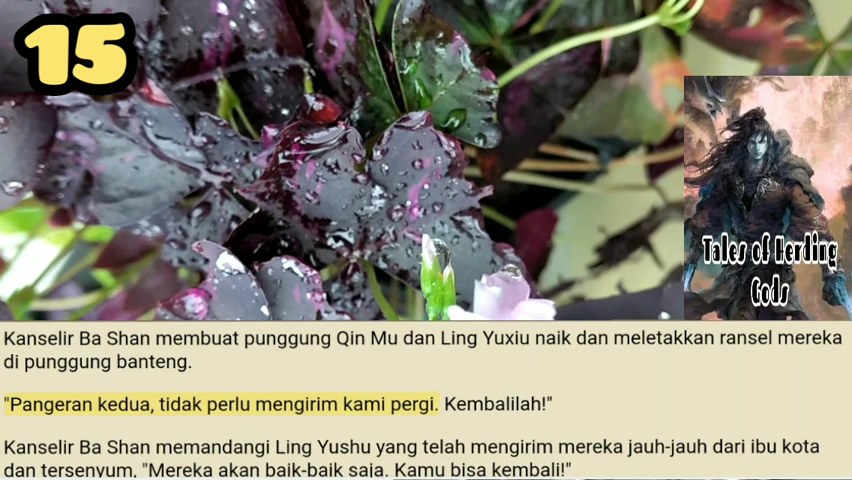 15
Tales of Herding
Gods
Kanselir Ba Shan membuat punggung Qin Mu dan Ling Yuxiu naik dan meletakkan ransel mereka
di punggung banteng.
"Pangeran kedua, tidak perlu mengirim kami pergi. Kembalilah!"
Kanselir Ba Shan memandangi Ling Yushu yang telah mengirim mereka jauh-jauh dari ibu kota
dan tersenyum, "Mereka akan baik-baik saja. Kamu bisa kembali!"